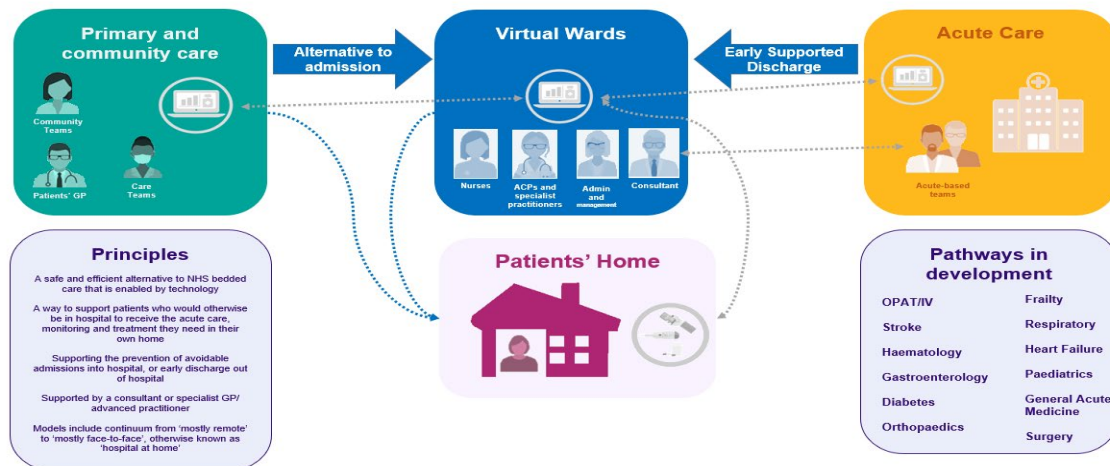 Primary and
community care
Community
Teams
Patients' GP
Care
Teams
Alternative to
admission
Virtual Wards
Nurses
ACPs and
specialist
practitioners
Admin
and
management
Consultant
Early Supported
Discharge
Acute Care
Acute-based
teams
Principles
A safe and efficient alternative to NHS bedded
care that is enabled by technology
A way to support patients who would otherwise
be in hospital to receive the acute care,
monitoring and treatment they need in their
own home
Supporting the prevention of avoidable
admissions into hospital, or early discharge out
of hospital
Supported by a consultant or specialist GP/
advanced practitioner
Models include continuum from ‘mostly remote’
to ‘mostly face-to-face’, otherwise known as
‘hospital at home’
Patients’ Home
Pathways in
development
OPAT/IV
Stroke
Haematology
Gastroenterology
Diabetes
Orthopaedics
Frailty
Respiratory
Heart Failure
Paediatrics
General Acute
Medicine
Surgery